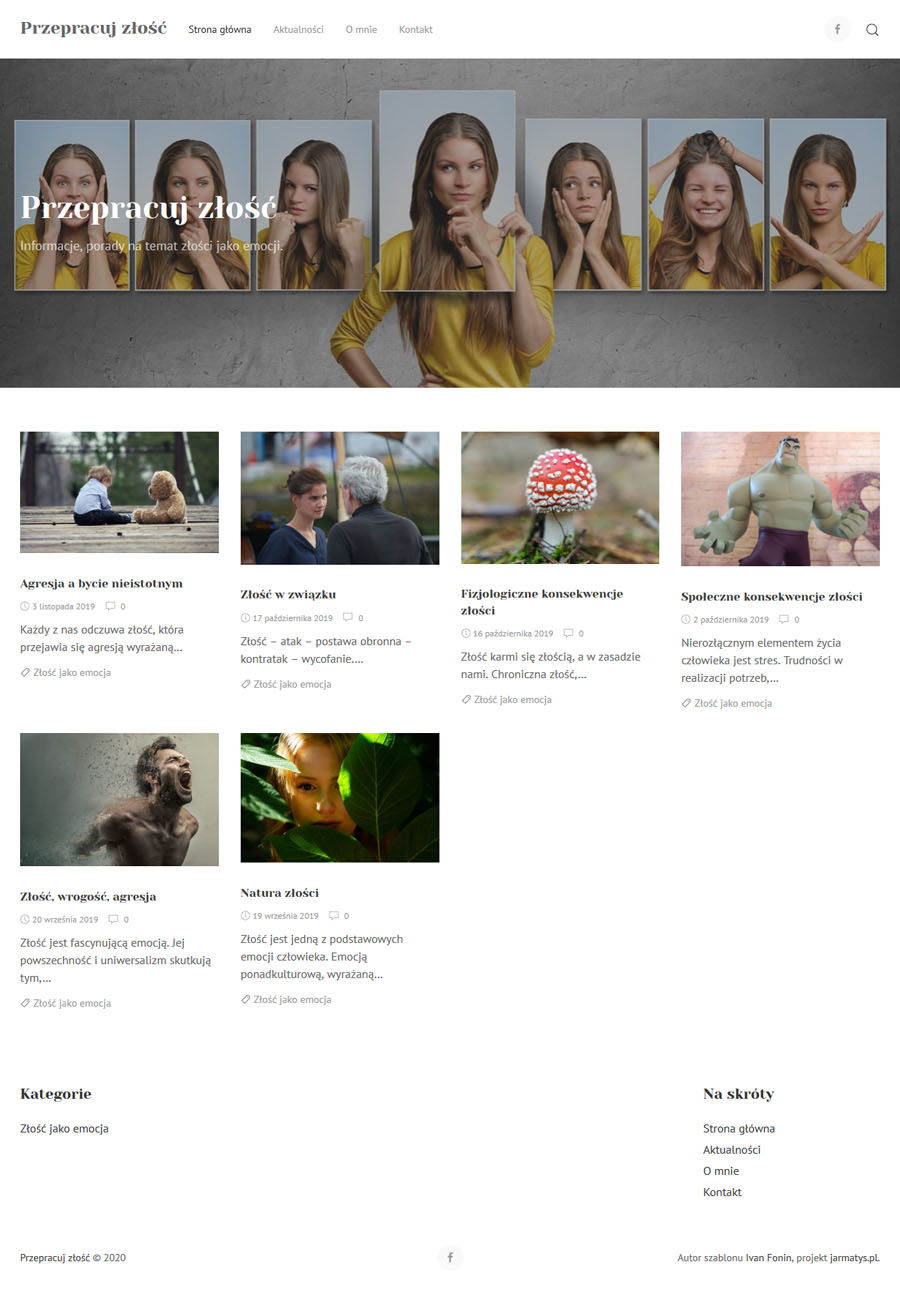 Przepracuj złość
Strona główna
Aktualności
O mnie
Kontakt
Przepracuj złość
Informacje, porady na temat złości jako emocji.
Agresja a bycie nieistotnym
3 listopada 2019 0
Każdy z nas odczuwa złość, która
przejawia się agresją wyrażaną…
Złość jako emocja
Złość w związku
17 października 2019 0
Złość – atak – postawa obronna –
kontratak – wycofanie.…
Złość jako emocja
Fizjologiczne konsekwencje
złości
16 października 2019 0
Złość karmi się złością, a w zasadzie
nami. Chroniczna złość,…
Złość jako emocja
Społeczne konsekwencje złości
2 października 2019 0
Nierozłącznym elementem życia
człowieka jest stres. Trudności w
realizacji potrzeb,…
Złość jako emocja
Złość, wrogość, agresja
20 września 2019 0
Złość jest fascynującą emocją. Jej
powszechność i uniwersalizm skutkują
tym,…
Złość jako emocja
Natura złości
19 września 2019 0
Złość jest jedną z podstawowych
emocji człowieka. Emocją
ponadkulturową, wyrażaną…
Złość jako emocja
Kategorie
Złość jako emocja
Na skróty
Strona główna
Aktualności
O mnie
Kontakt
Przepracuj złość © 2020
Autor szablonu Ivan Fonin, projekt jarmatys.pl.